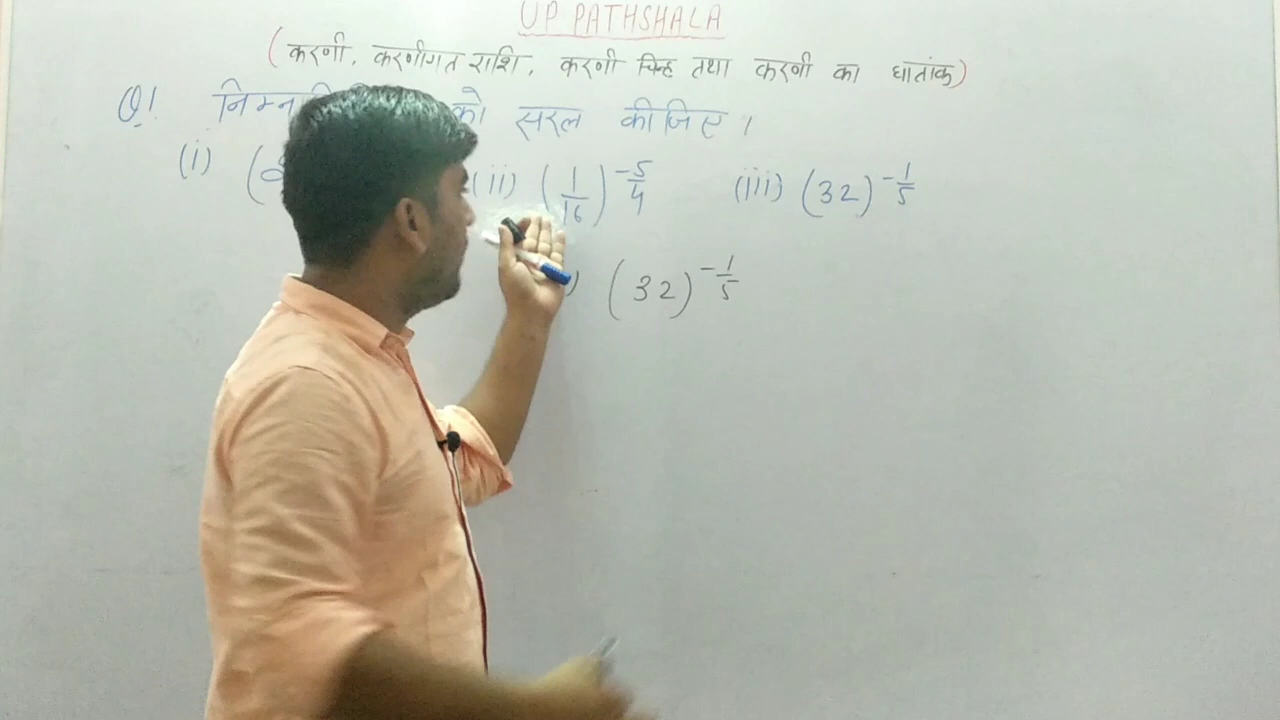 UP PATHSHALA
(करणी, करणीगत राशि, करणी चिन्ह तथा करणी का घातांक)
Q! को सरल कीजिए।
(i) ( (ii) (1/16)^-5/4 (iii) (32)^-1/5
) (32)^-1/5